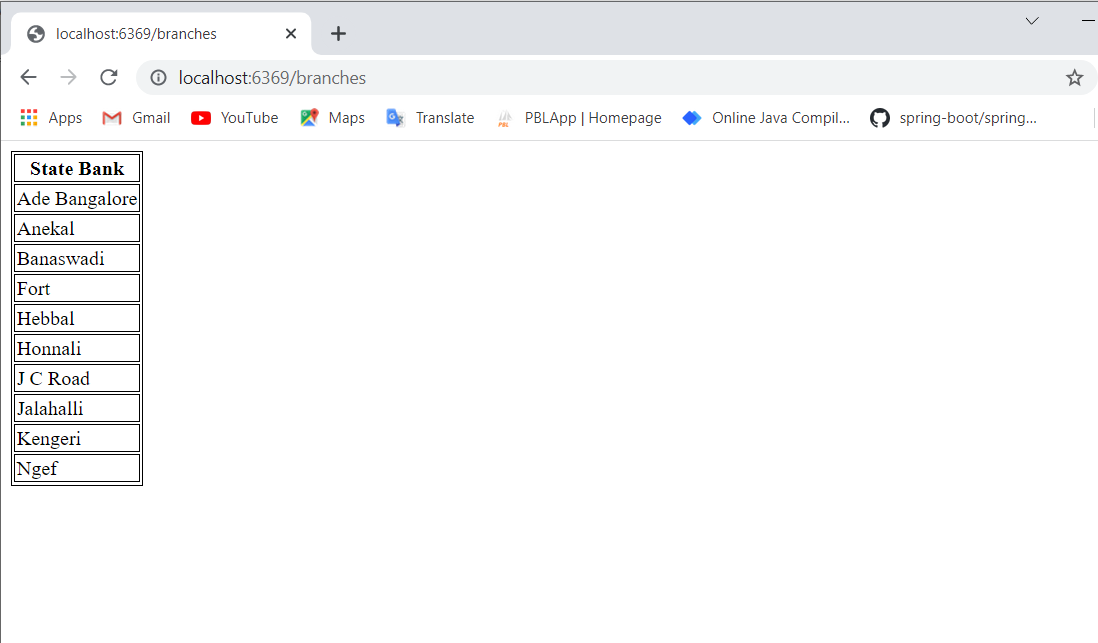 localhost:6369/branches
localhost:6369/branches
Apps Gmail YouTube Maps Translate PBLApp | Homepage Online Java Compil... spring-boot/spring...
State Bank
Ade Bangalore
Anekal
Banaswadi
Fort
Hebbal
Honnali
J C Road
Jalahalli
Kengeri
Ngef